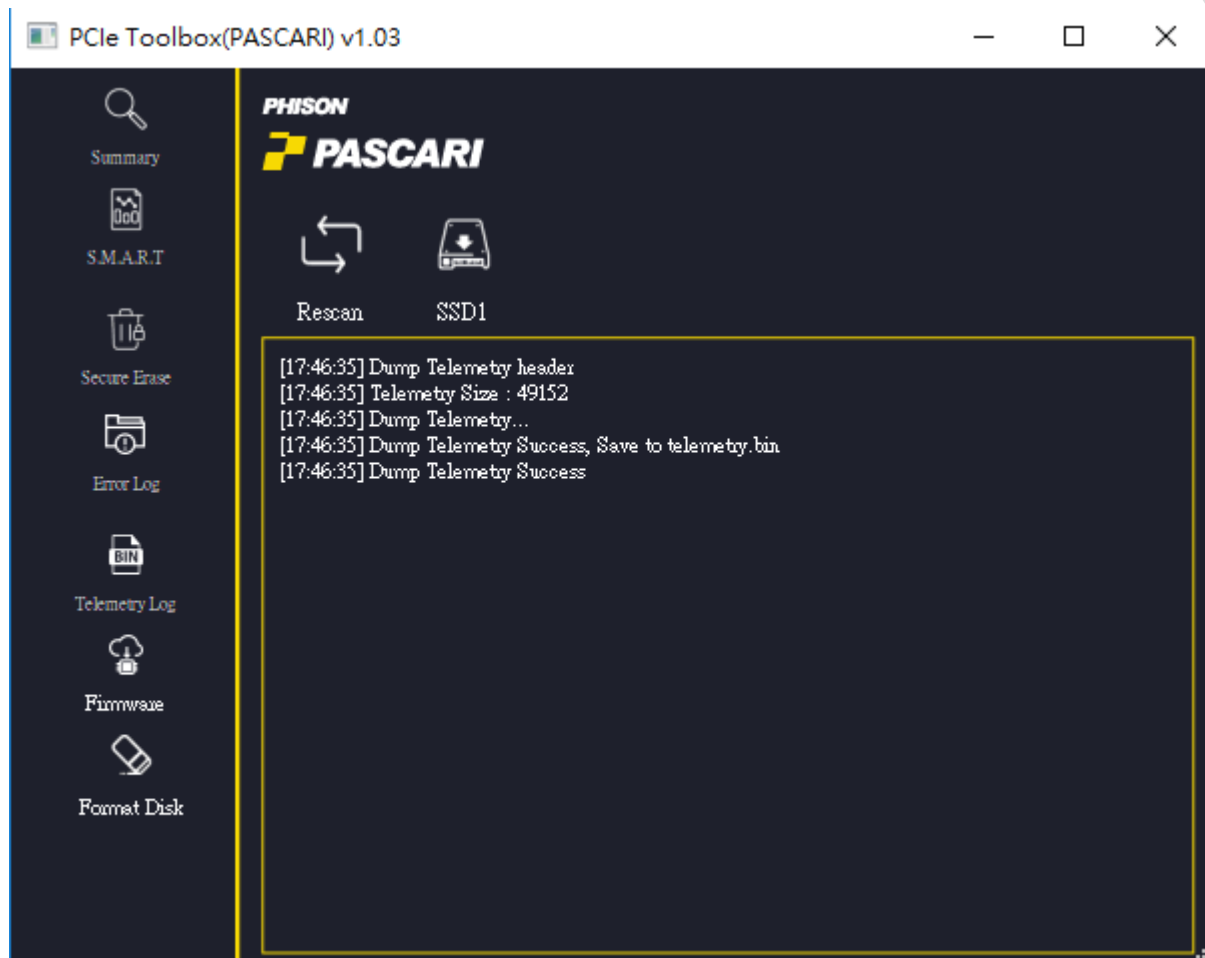 PCIe Toolbox(PASCARI) v1.03
Summary
S.M.A.R.T
Secure Erase
Error Log
BIN
Telemetry Log
Firmware
Format Disk
PHISON
PASCARI
Rescan
SSD1
[17:46:35] Dump Telemetry header
[17:46:35] Telemetry Size : 49152
[17:46:35] Dump Telemetry...
[17:46:35] Dump Telemetry Success, Save to telemetry.bin
[17:46:35] Dump Telemetry Success